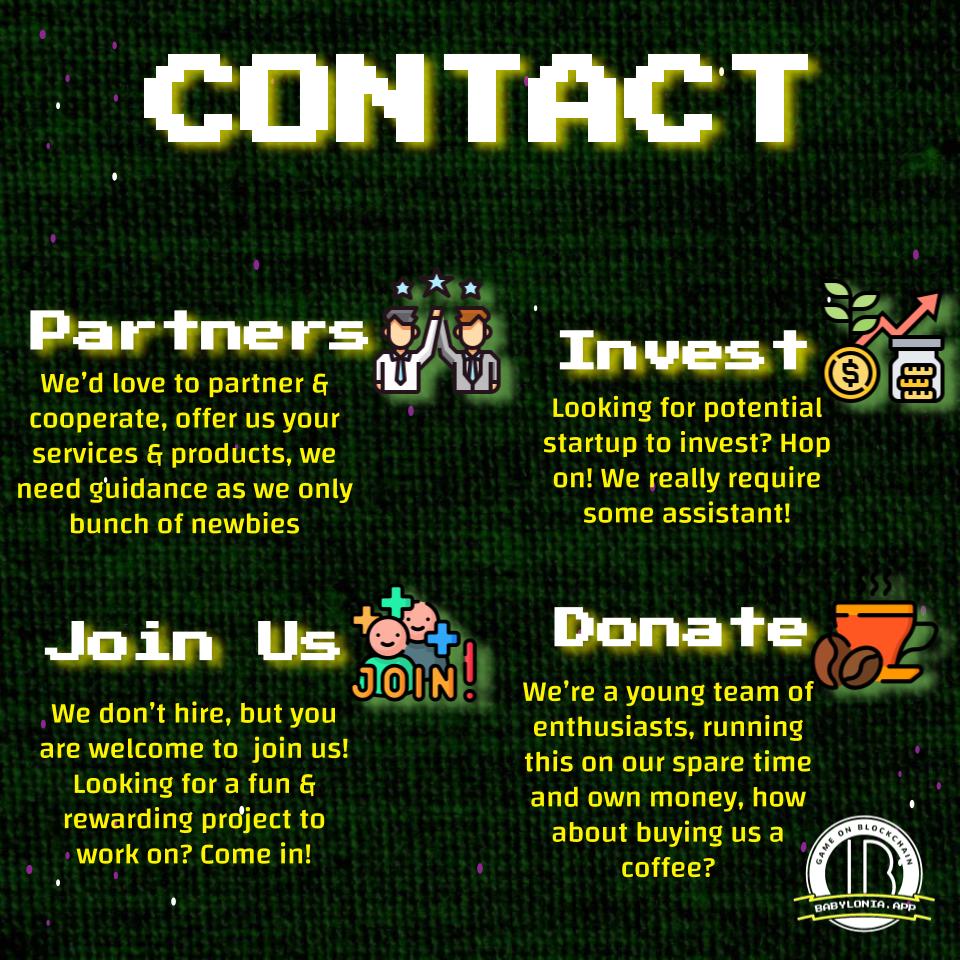 CONTACT
Partners
We'd love to partner &
cooperate, offer us your
services & products, we
need guidance as we only
bunch of newbies
Invest
Looking for potential
startup to invest? Hop
on! We really require
some assistant!
Join Us
JOIN!
We don't hire, but you
are welcome to join us!
Looking for a fun &
rewarding project to
work on? Come in!
Donate
We're a young team of
enthusiasts, running
this on our spare time
and own money, how
about buying us a
coffee?
GAME ON BLOCKCHAIN
B
BABYLONIA.APP